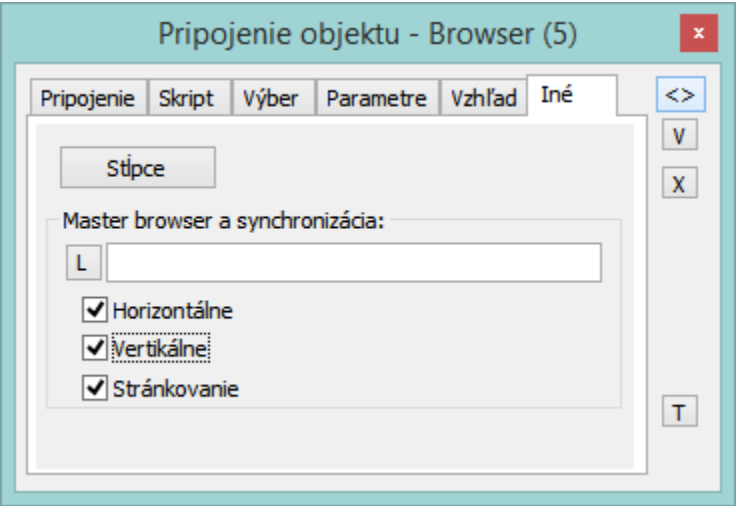 Pripojenie objektu - Browser (5)
x
Pripojenie Skript Výber Parametre Vzhľad Iné
<>
V
X
Stĺpce
Master browser a synchronizácia:
L
Horizontálne
Vertikálne
Stránkovanie
T